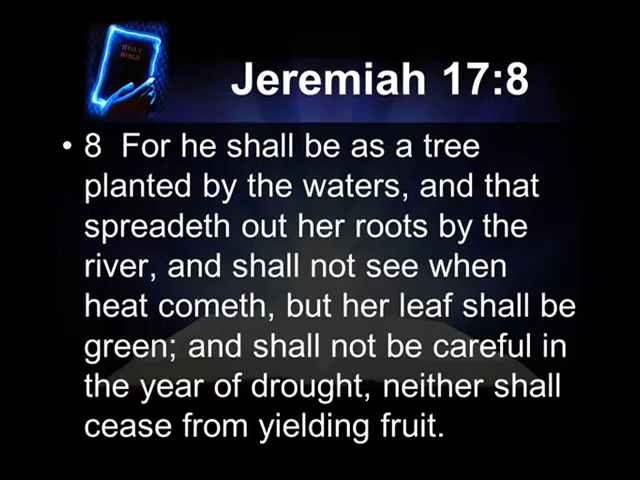 HOLY
BIBLE
Jeremiah 17:8
• 8 For he shall be as a tree
planted by the waters, and that
spreadeth out her roots by the
river, and shall not see when
heat cometh, but her leaf shall be
green; and shall not be careful in
the year of drought, neither shall
cease from yielding fruit.